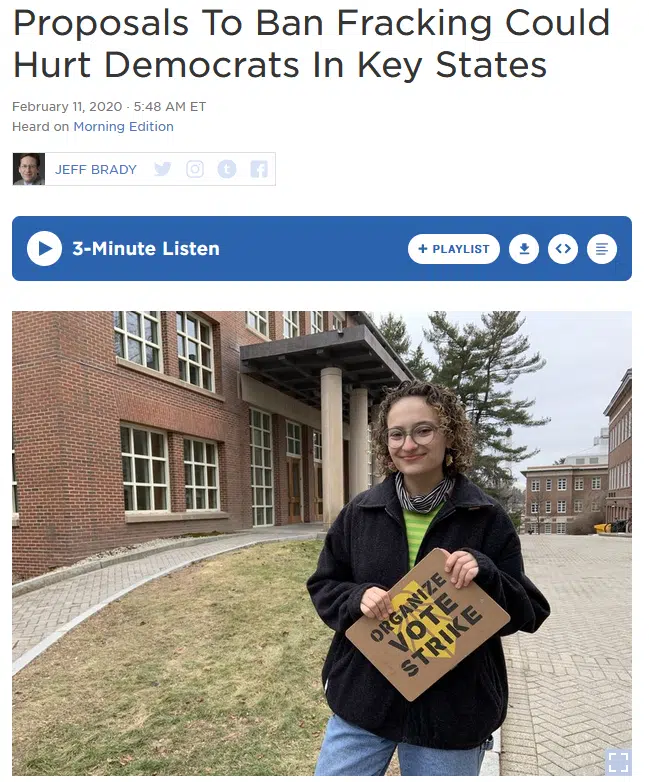 Proposals To Ban Fracking Could
Hurt Democrats In Key States
February 11, 2020 · 5:48 AM ET
Heard on Morning Edition
JEFF BRADY
3-Minute Listen
+ PLAYLIST
ORGANIZE
VOTE
STRIKE